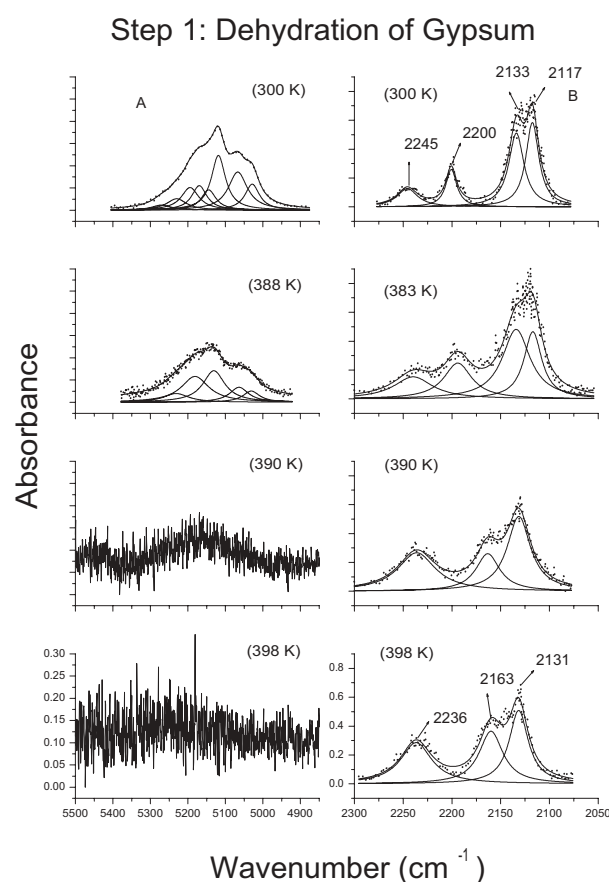 Step 1: Dehydration of Gypsum
A
(300 K)
(300 K)
2133
2117
B
2245
2200
(388 K)
(383 K)
Absorbance
(390 K)
(390 K)
(398 K)
(398 K)
2163
2131
2236
0.30
0.25
0.20
0.15
0.10
0.05
0.00
0.8
0.6
0.4
0.2
0.0
5500 5400 5300 5200 5100 5000 4900
2300 2250 2200 2150 2100 2050
Wavenumber (cm -1)